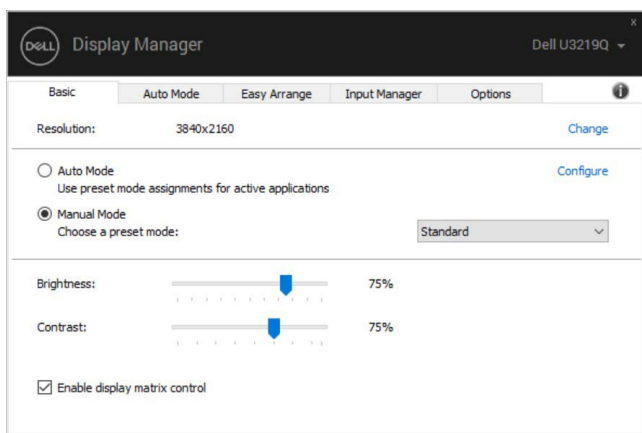 x
DELL Display Manager Dell U3219Q
Basic Auto Mode Easy Arrange Input Manager Options i
Resolution: 3840x2160 Change
Auto Mode Configure
Use preset mode assignments for active applications
Manual Mode
Choose a preset mode: Standard
Brightness: 75%
Contrast: 75%
Enable display matrix control